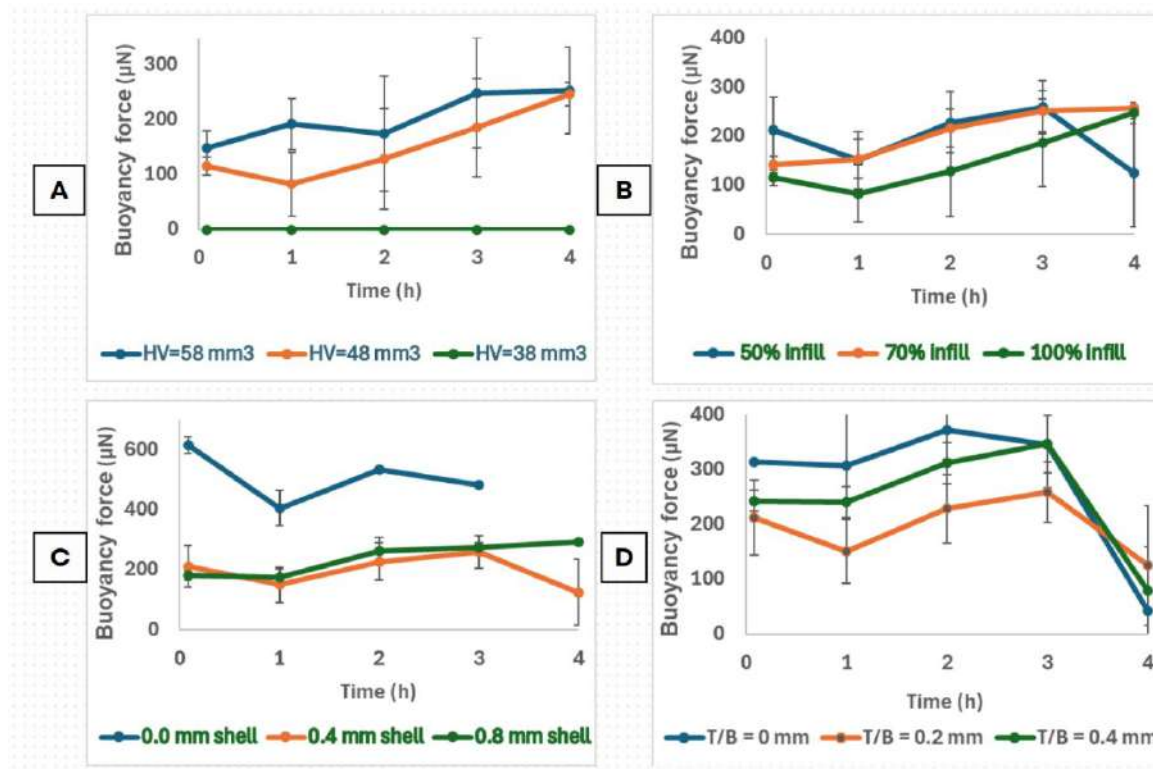 A
Buoyancy force (µN)
300
200
100
0
0 1 2 3 4
Time (h)
HV=58 mm3 HV=48 mm3 HV=38 mm3
B
Buoyancy force (µN)
400
300
200
100
0
0 1 2 3 4
Time (h)
50% infill 70% infill 100% infill
C
Buoyancy force (µN)
600
400
200
0
0 1 2 3 4
Time (h)
0.0 mm shell 0.4 mm shell 0.8 mm shell
D
Buoyancy force (µN)
400
300
200
100
0
0 1 2 3 4
Time (h)
T/B = 0 mm T/B = 0.2 mm T/B = 0.4 mm